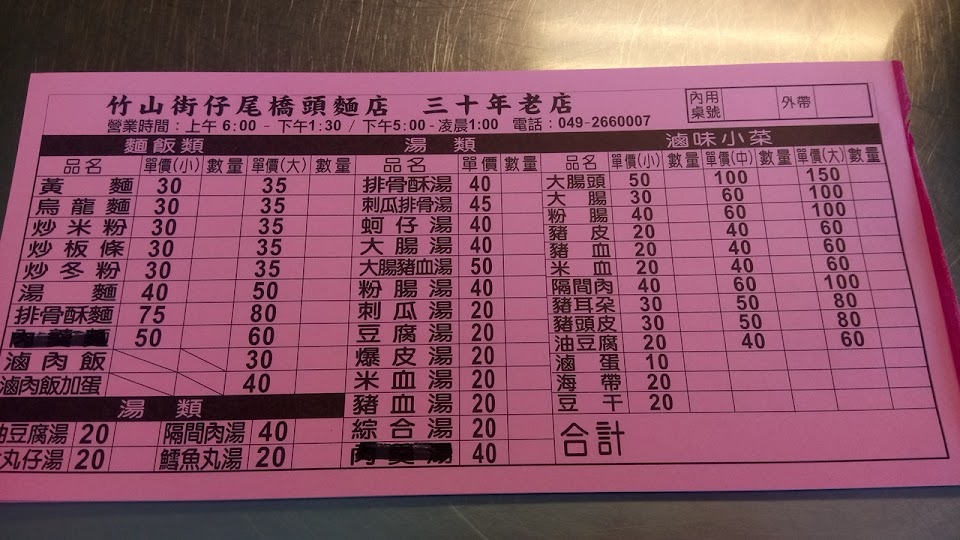 竹山街仔尾橋頭麵店 三十年老店 內用桌號 外帶
營業時間：上午 6:00 - 下午1:30 / 下午5:00 - 凌晨1:00 電話：049-2660007
麵飯類 湯類 滷味小菜
品名 單價(小) 數量 單價(大) 數量 品名 單價 數量 品名 單價(小) 數量 單價(中) 數量 單價(大) 數量
黃麵 30 35 排骨酥湯 40 大腸頭 50 100 150
烏龍麵 30 35 刺瓜排骨湯 45 大腸 30 60 100
炒米粉 30 35 蚵仔湯 40 粉腸 40 60 100
炒板條 30 35 大腸湯 40 豬皮 20 40 60
炒冬粉 30 35 大腸豬血湯 50 豬血 20 40 60
湯麵 40 50 粉腸湯 40 米血 20 40 60
排骨酥麵 75 80 刺瓜湯 20 隔間肉 40 60 100
50 60 豆腐湯 20 豬耳朵 30 50 80
滷肉飯 30 爆皮湯 20 豬頭皮 30 50 80
滷肉飯加蛋 40 米血湯 20 油豆腐 20 40 60
湯類 豬血湯 20 滷蛋 10
油豆腐湯 20 隔間肉湯 40 綜合湯 20 海帶 20
丸仔湯 20 鱈魚丸湯 20 40 豆干 20
合計